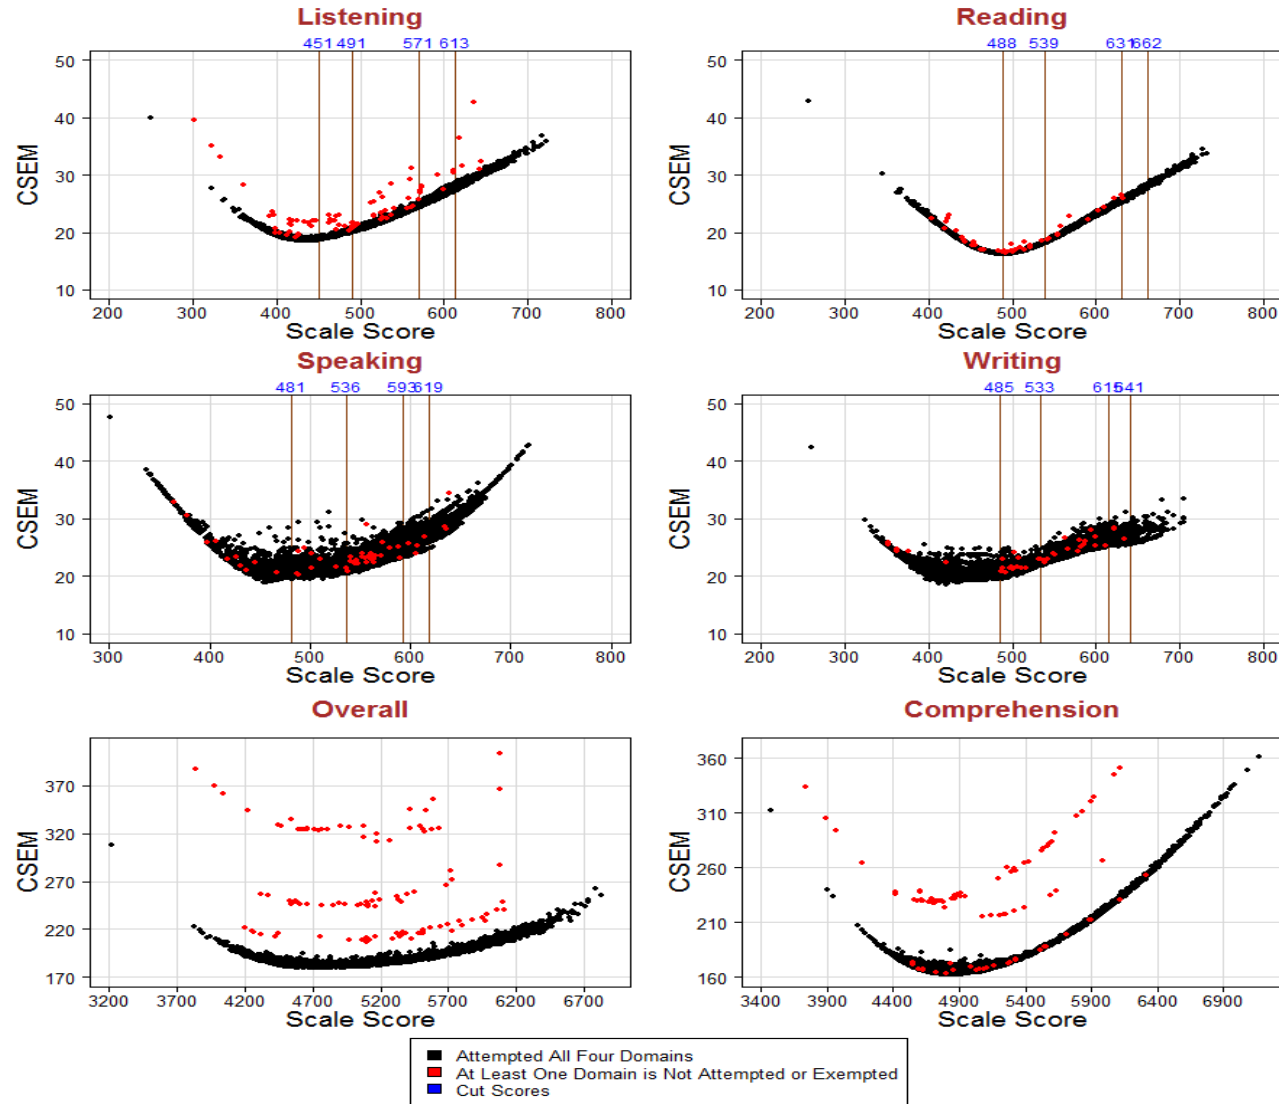 Listening
451 491 571 613
50
40
30
20
10
CSEM
200 300 400 500 600 700 800
Scale Score
Reading
488 539 631 662
50
40
30
20
10
CSEM
200 300 400 500 600 700 800
Scale Score
Speaking
481 536 593 619
50
40
30
20
10
CSEM
300 400 500 600 700 800
Scale Score
Writing
485 533 615 641
50
40
30
20
10
CSEM
200 300 400 500 600 700 800
Scale Score
Overall
370
320
270
220
170
CSEM
3200 3700 4200 4700 5200 5700 6200 6700
Scale Score
Comprehension
360
310
260
210
160
CSEM
3400 3900 4400 4900 5400 5900 6400 6900
Scale Score
Attempted All Four Domains
At Least One Domain is Not Attempted or Exempted
Cut Scores